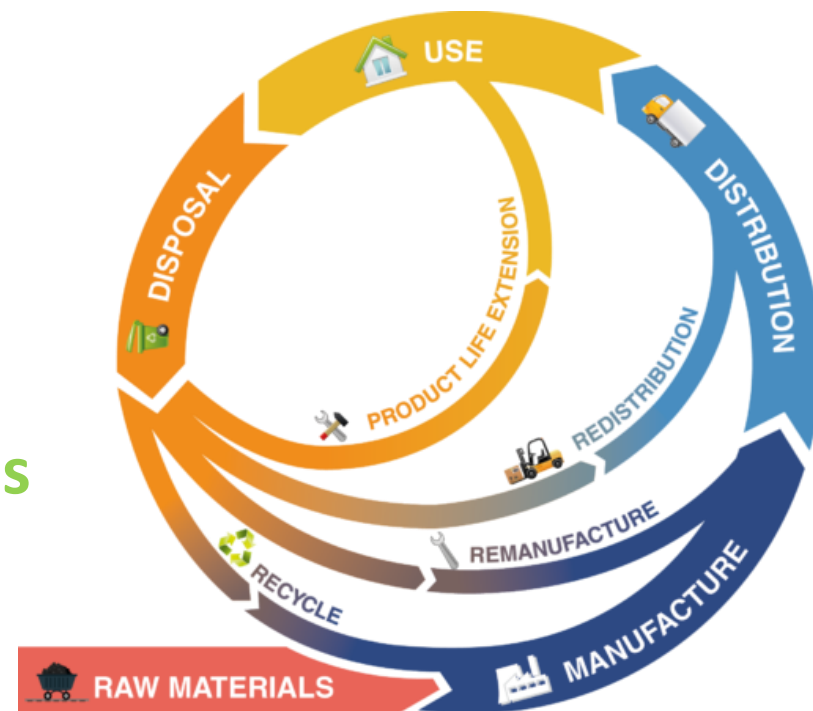 USE
DISTRIBUTION
DISPOSAL
PRODUCT LIFE EXTENSION
REDISTRIBUTION
s
REMANUFACTURE
RECYCLE
MANUFACTURE
RAW MATERIALS